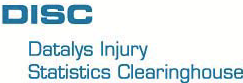 DISC
Datalys Injury
Statistics Clearinghouse